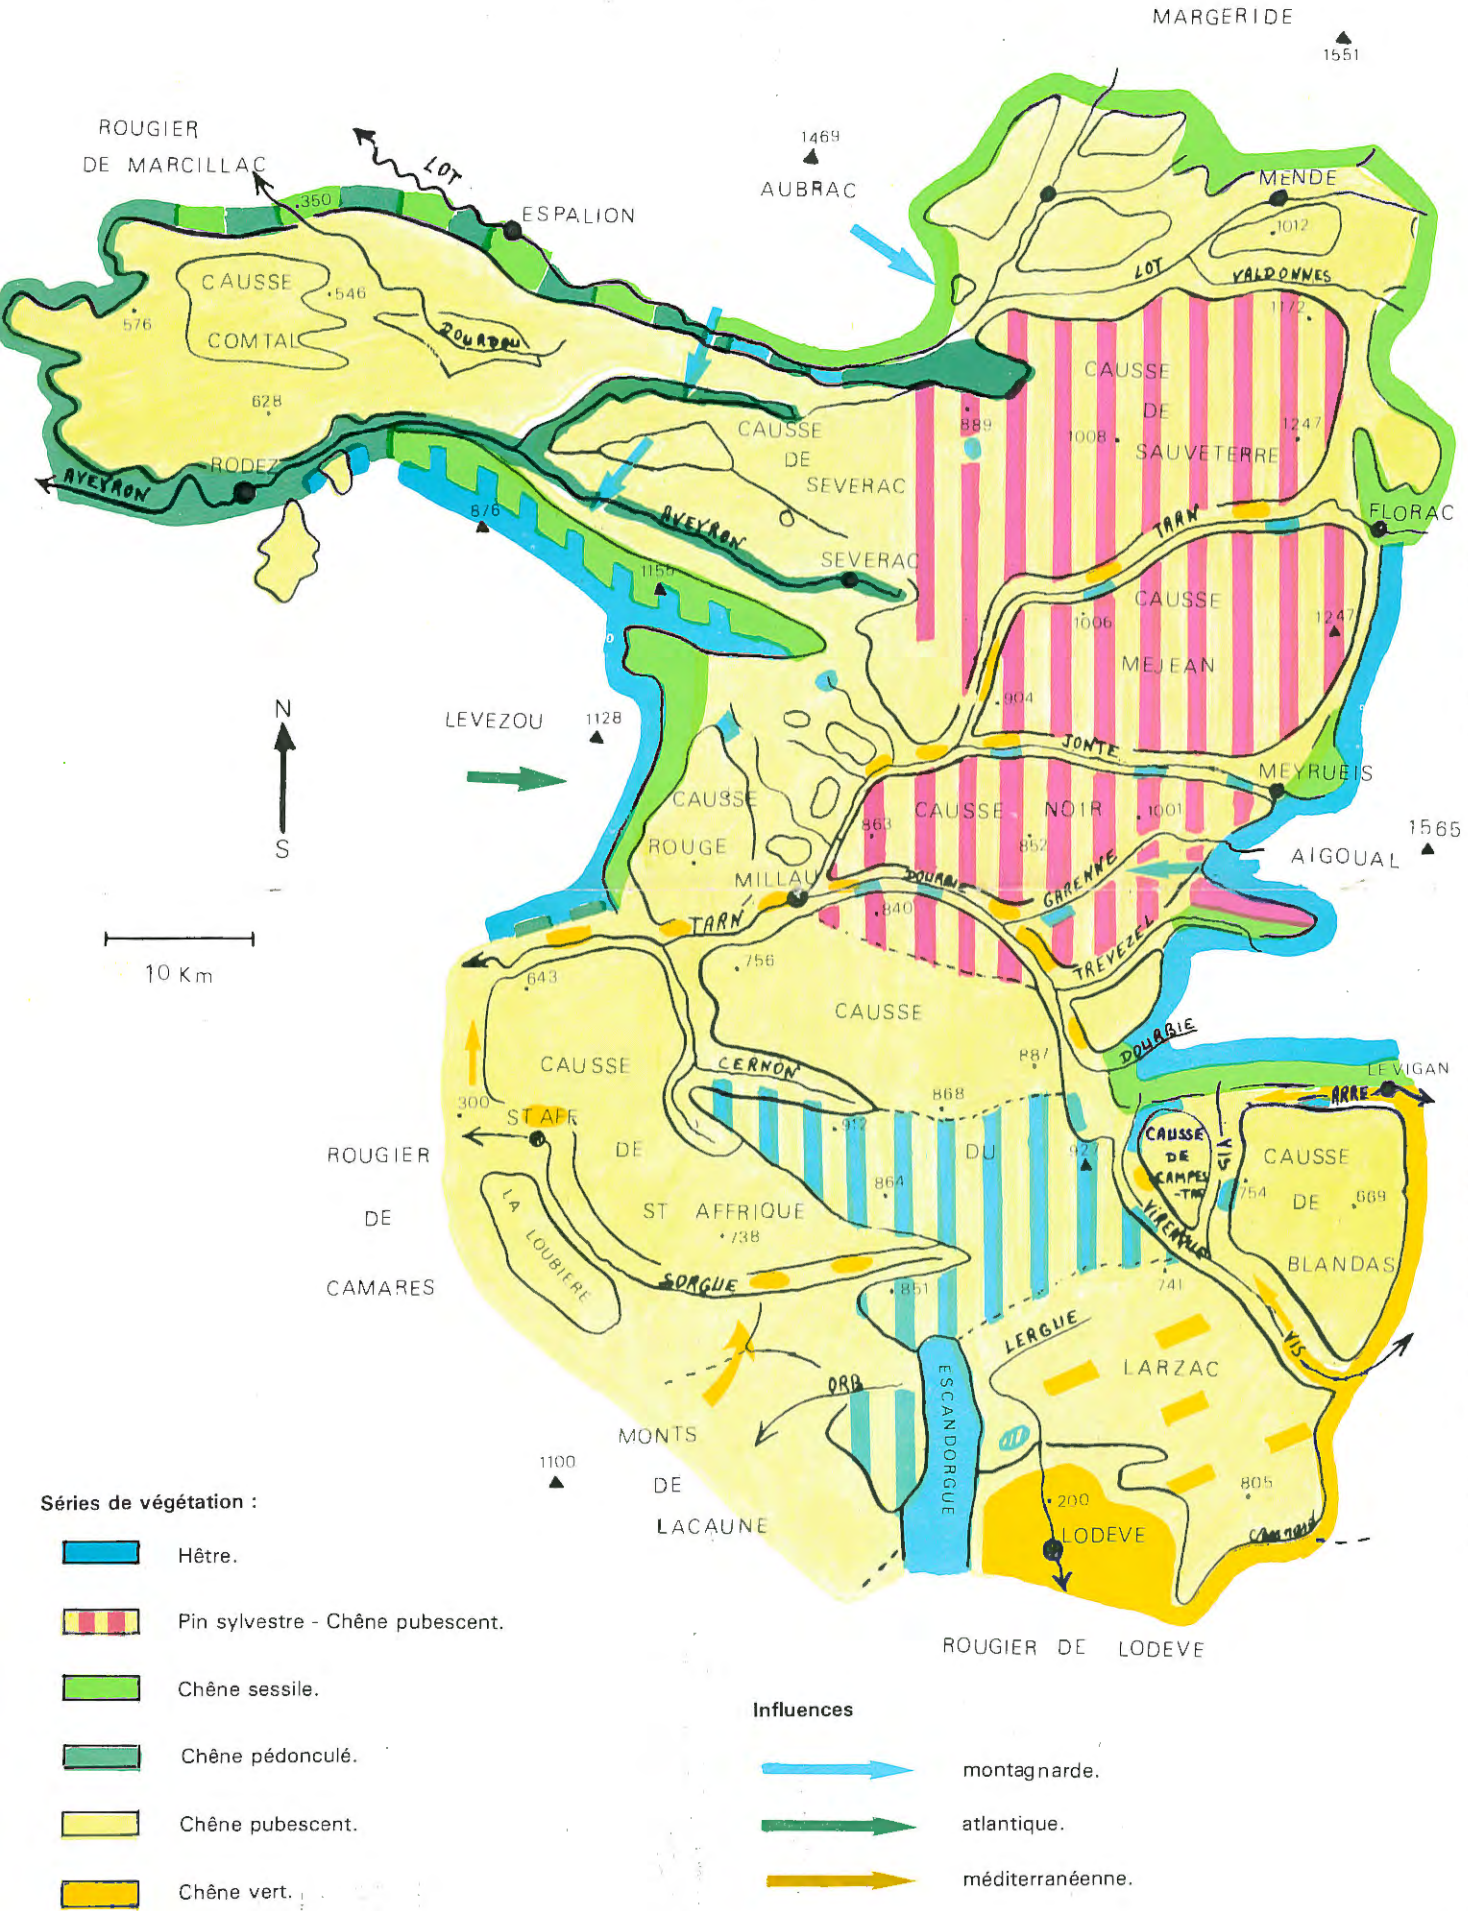 MARGERIDE
1551
ROUGIER
DE MARCILLAC
LOT
1469
AUBRAC
350
ESPALION
MENDE
1012
CAUSSE
546
COMTAL
576
DOURDOU
LOT
VALDONNES
1172
628
CAUSSE
DE
SAUVETERRE
889
1008
1247
CAUSSE
DE
SEVERAC
RODEZ
AVEYRON
876
AVEYRON
TARN
FLORAC
SEVERAC
1155
CAUSSE
1006
1247
MEJEAN
904
N
S
LEVEZOU
1128
JONTE
MEYRUEIS
CAUSSE
ROUGE
863
CAUSSE NOIR
1001
852
1565
AIGOUAL
MILLAU
DOURBIE
GARENNE
840
TARN
TREVEZEL
10 Km
643
756
CAUSSE
DOURBIE
CAUSSE
CERNON
887
LEVIGAN
ARRE
300
ST AFR
868
912
ROUGIER
DE
CAMARES
DE
DU
927
CAUSSE
DE
CAMPES
-TRE
VIS
CAUSSE
DE
BLANDAS
754
669
864
LA LOUBIERE
ST AFFRIQUE
738
VIRENQUE
SORGUE
851
741
LERGUE
VIS
LARZAC
ORB
ESCANDORGUE
MONTS
DE
LACAUNE
1100
200
LODEVE
805
ROUGIER DE LODEVE
Séries de végétation :
Hêtre.
Pin sylvestre - Chêne pubescent.
Chêne sessile.
Chêne pédonculé.
Chêne pubescent.
Chêne vert.
Influences
montagnarde.
atlantique.
méditerranéenne.